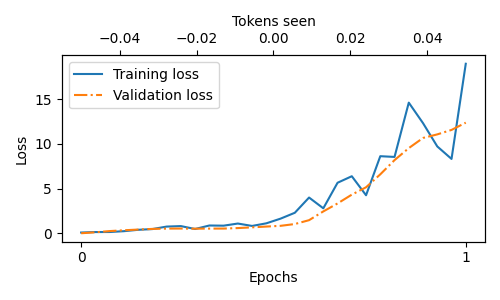 Tokens seen
−0.04 −0.02 0.00 0.02 0.04
Training loss
Validation loss
15
10
5
0
Loss
0 1
Epochs